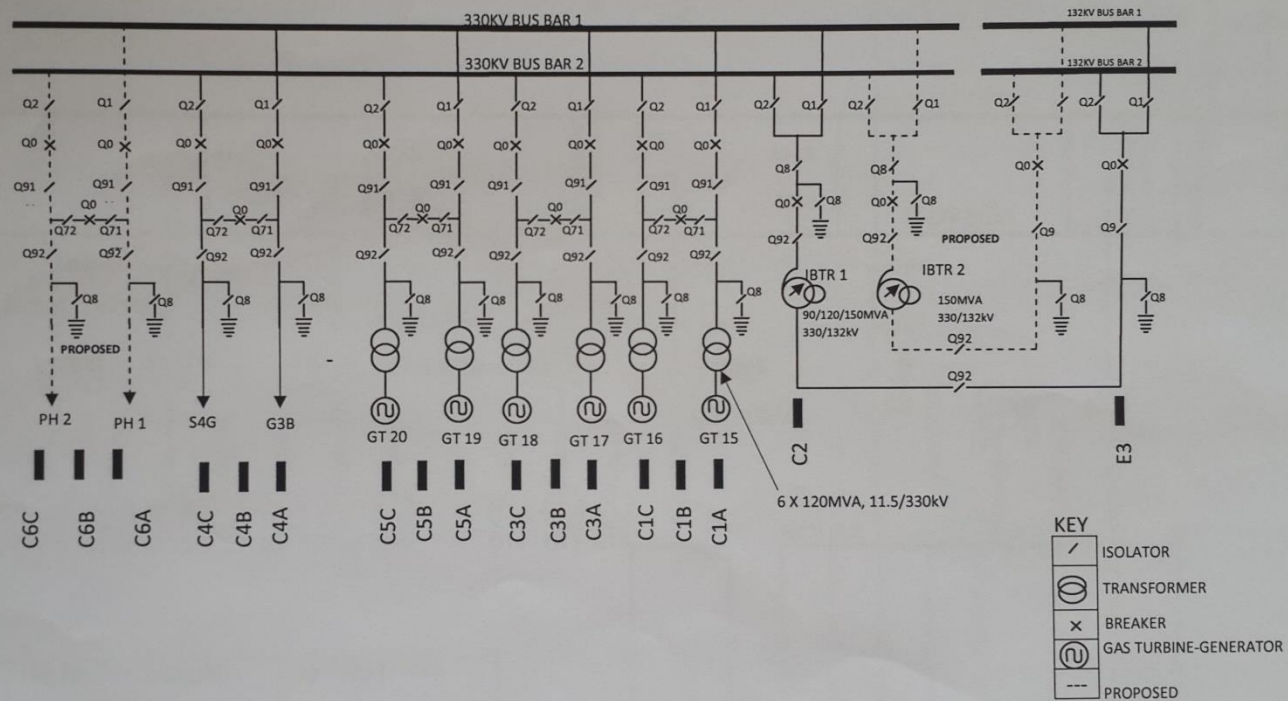 330KV BUS BAR 1
132KV BUS BAR 1
330KV BUS BAR 2
132KV BUS BAR 2
Q2 Q1 Q2 Q1 Q2 Q1 Q2 Q1 Q2 Q1 Q2 Q1 Q2 Q1 Q2 Q2 Q1
Q0 Q0 Q0 Q0 Q0 Q0 Q0 Q0 Q0 Q0 Q0 Q0
Q8 Q8
Q91 Q91 Q91 Q91 Q91 Q91 Q91 Q91 Q91 Q91
Q0 Q0 Q0 Q0 Q0 Q0 Q8 Q0 Q8
Q72 Q71 Q72 Q71 Q72 Q71 Q72 Q71 Q72 Q71
Q9 Q9
Q92 Q92 Q92 Q92 Q92 Q92 Q92 Q92 Q92 Q92 Q92 Q92
PROPOSED
IBTR 1
IBTR 2
Q8 Q8 Q8 Q8 Q8 Q8 Q8 Q8 Q8 Q8 Q8 Q8
90/120/150MVA
330/132kV
150MVA
330/132kV
PROPOSED
Q92
Q92
PH 2 PH 1 S4G G3B
GT 20 GT 19 GT 18 GT 17 GT 16 GT 15
C2
E3
6 X 120MVA, 11.5/330kV
C6C C6B C6A C4C C4B C4A C5C C5B C5A C3C C3B C3A C1C C1B C1A
KEY
ISOLATOR
TRANSFORMER
BREAKER
GAS TURBINE-GENERATOR
PROPOSED